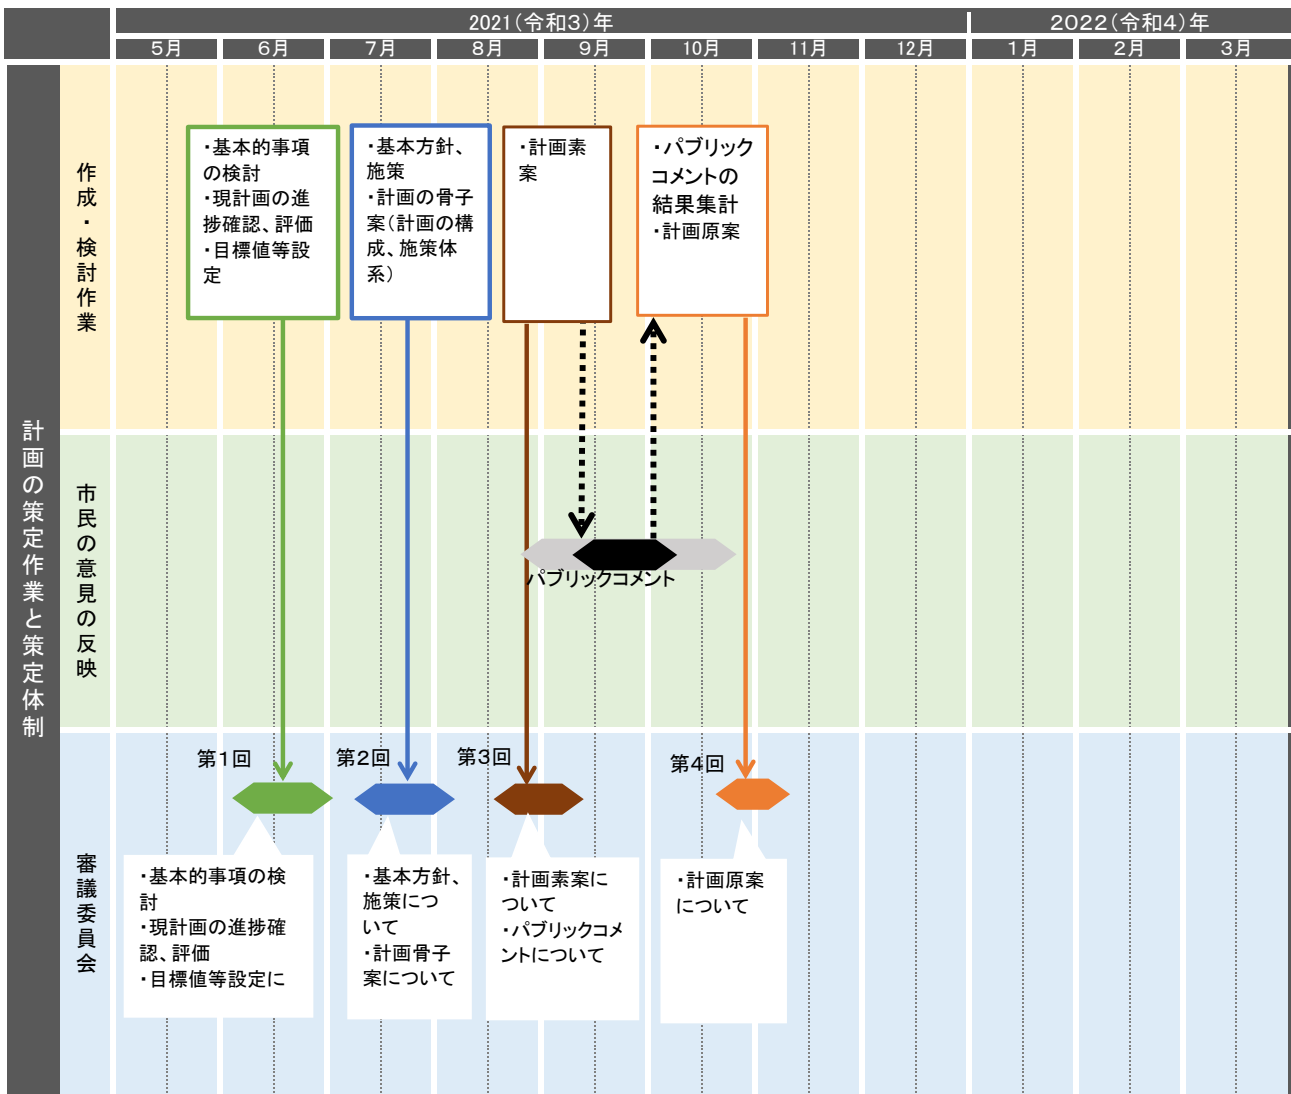 2021（令和３）年
2022（令和４）年
５月
６月
７月
８月
９月
１０月
１１月
１２月
１月
２月
３月
計画の策定作業と策定体制
作成・検討作業
・基本的事項
の検討
・現計画の進
捗確認、評価
・目標値等設
定
・基本方針、
施策
・計画の骨子
案（計画の構
成、施策体
系）
・計画素
案
・パブリック
コメントの
結果集計
・計画原案
市民の意見の反映
パブリックコメント
審議委員会
第１回
第２回
第３回
第４回
・基本的事項の検
討
・現計画の進捗確
認、評価
・目標値等設定に
・基本方針、
施策につ
いて
・計画骨子
案について
・計画素案に
ついて
・パブリックコメ
ントについて
・計画原案
について